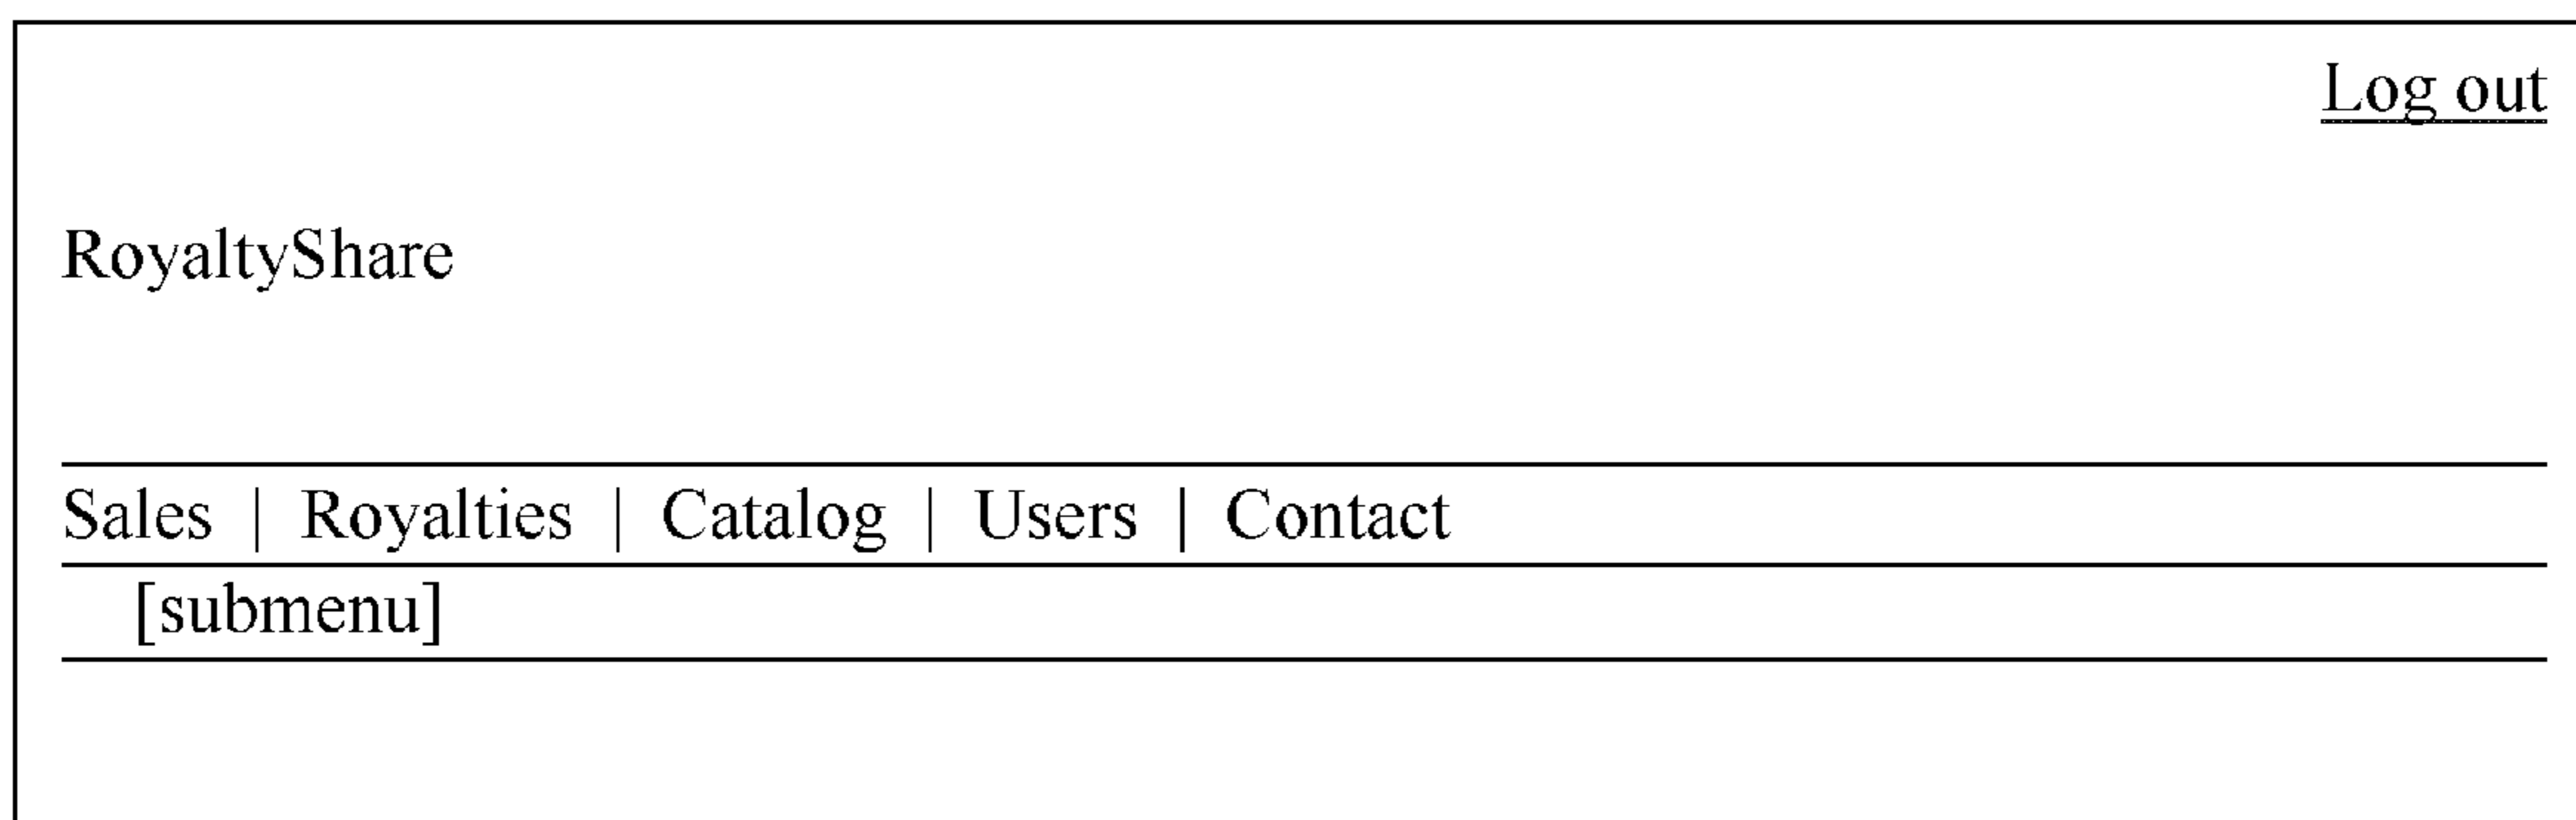 Log out
RoyaltyShare
Sales | Royalties | Catalog | Users | Contact
[submenu]